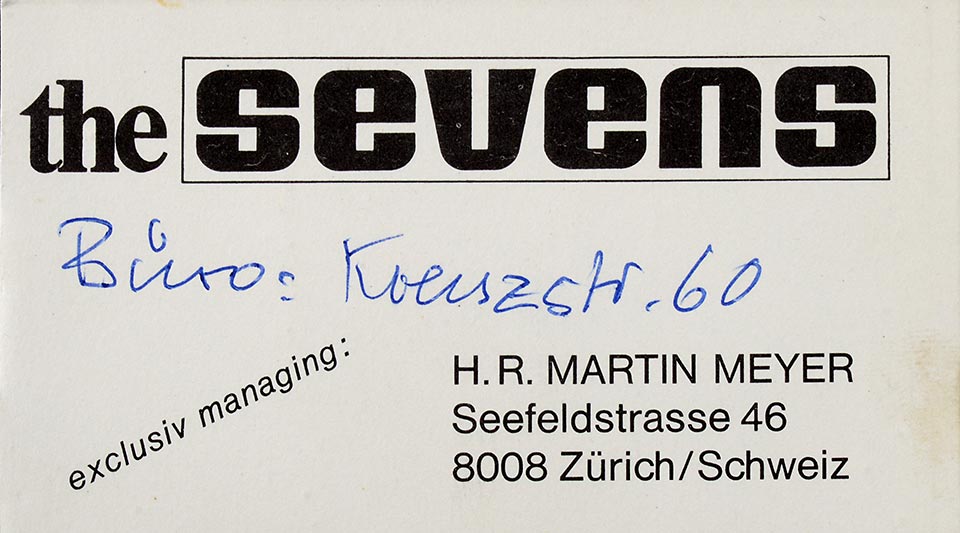 the sevens
Büro: Kreuzstr. 60
exclusiv managing:
H.R. MARTIN MEYER
Seefeldstrasse 46
8008 Zürich/Schweiz